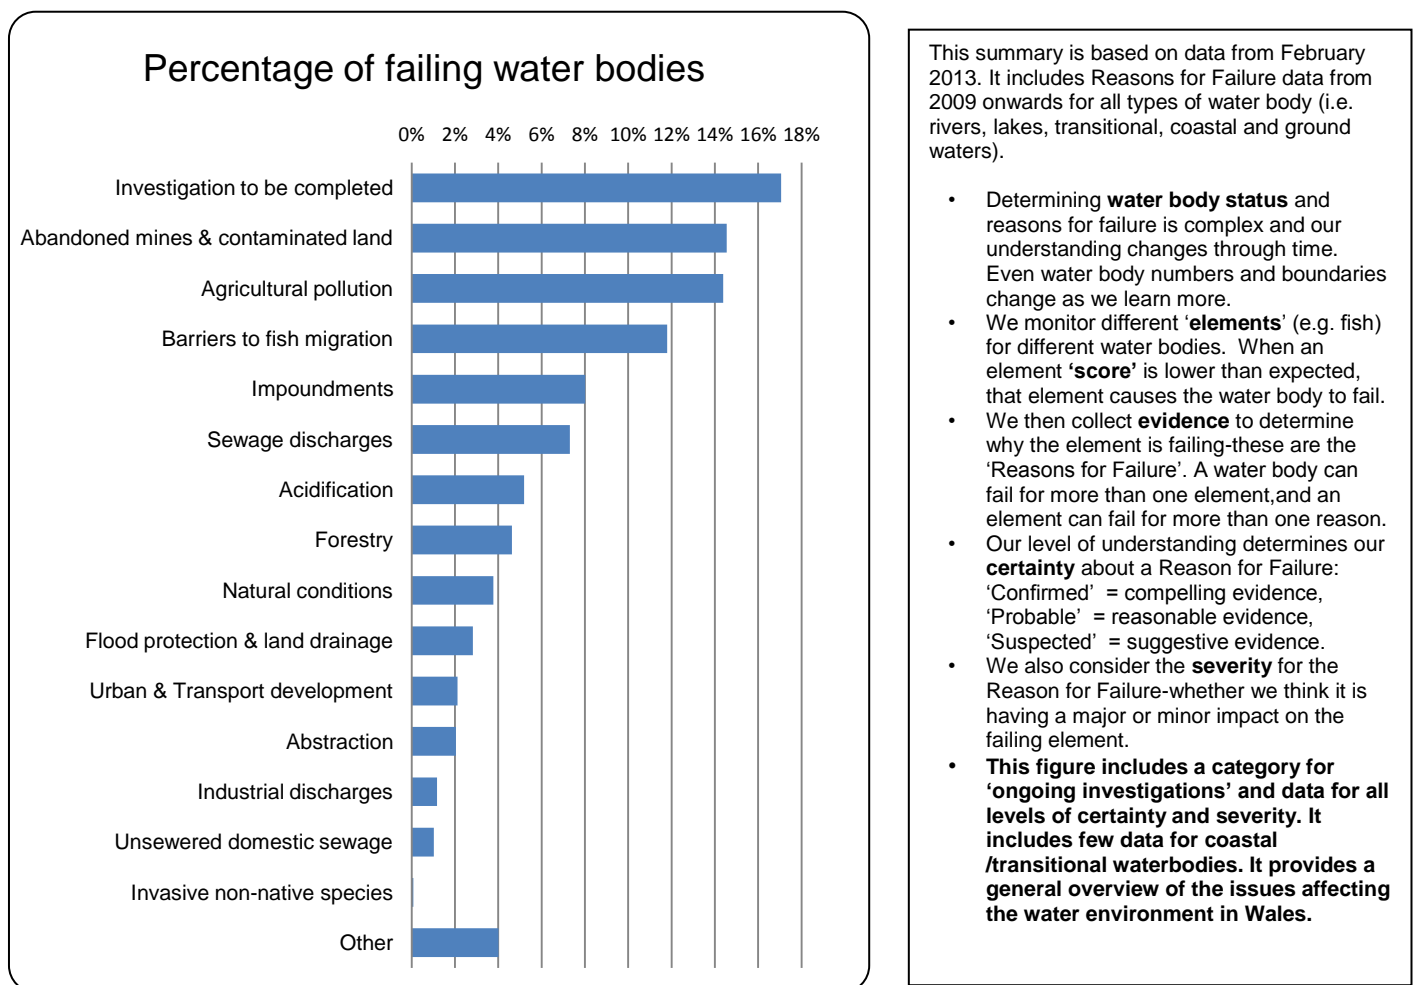 Percentage of failing water bodies
0% 2% 4% 6% 8% 10% 12% 14% 16% 18%
Investigation to be completed
Abandoned mines & contaminated land
Agricultural pollution
Barriers to fish migration
Impoundments
Sewage discharges
Acidification
Forestry
Natural conditions
Flood protection & land drainage
Urban & Transport development
Abstraction
Industrial discharges
Unsewered domestic sewage
Invasive non-native species
Other
This summary is based on data from February
2013. It includes Reasons for Failure data from
2009 onwards for all types of water body (i.e.
rivers, lakes, transitional, coastal and ground
waters).
• Determining water body status and
reasons for failure is complex and our
understanding changes through time.
Even water body numbers and boundaries
change as we learn more.
• We monitor different ‘elements’ (e.g. fish)
for different water bodies. When an
element ‘score’ is lower than expected,
that element causes the water body to fail.
• We then collect evidence to determine
why the element is failing-these are the
‘Reasons for Failure’. A water body can
fail for more than one element,and an
element can fail for more than one reason.
• Our level of understanding determines our
certainty about a Reason for Failure:
‘Confirmed’ = compelling evidence,
‘Probable’ = reasonable evidence,
‘Suspected’ = suggestive evidence.
• We also consider the severity for the
Reason for Failure-whether we think it is
having a major or minor impact on the
failing element.
• This figure includes a category for
‘ongoing investigations’ and data for all
levels of certainty and severity. It
includes few data for coastal
/transitional waterbodies. It provides a
general overview of the issues affecting
the water environment in Wales.